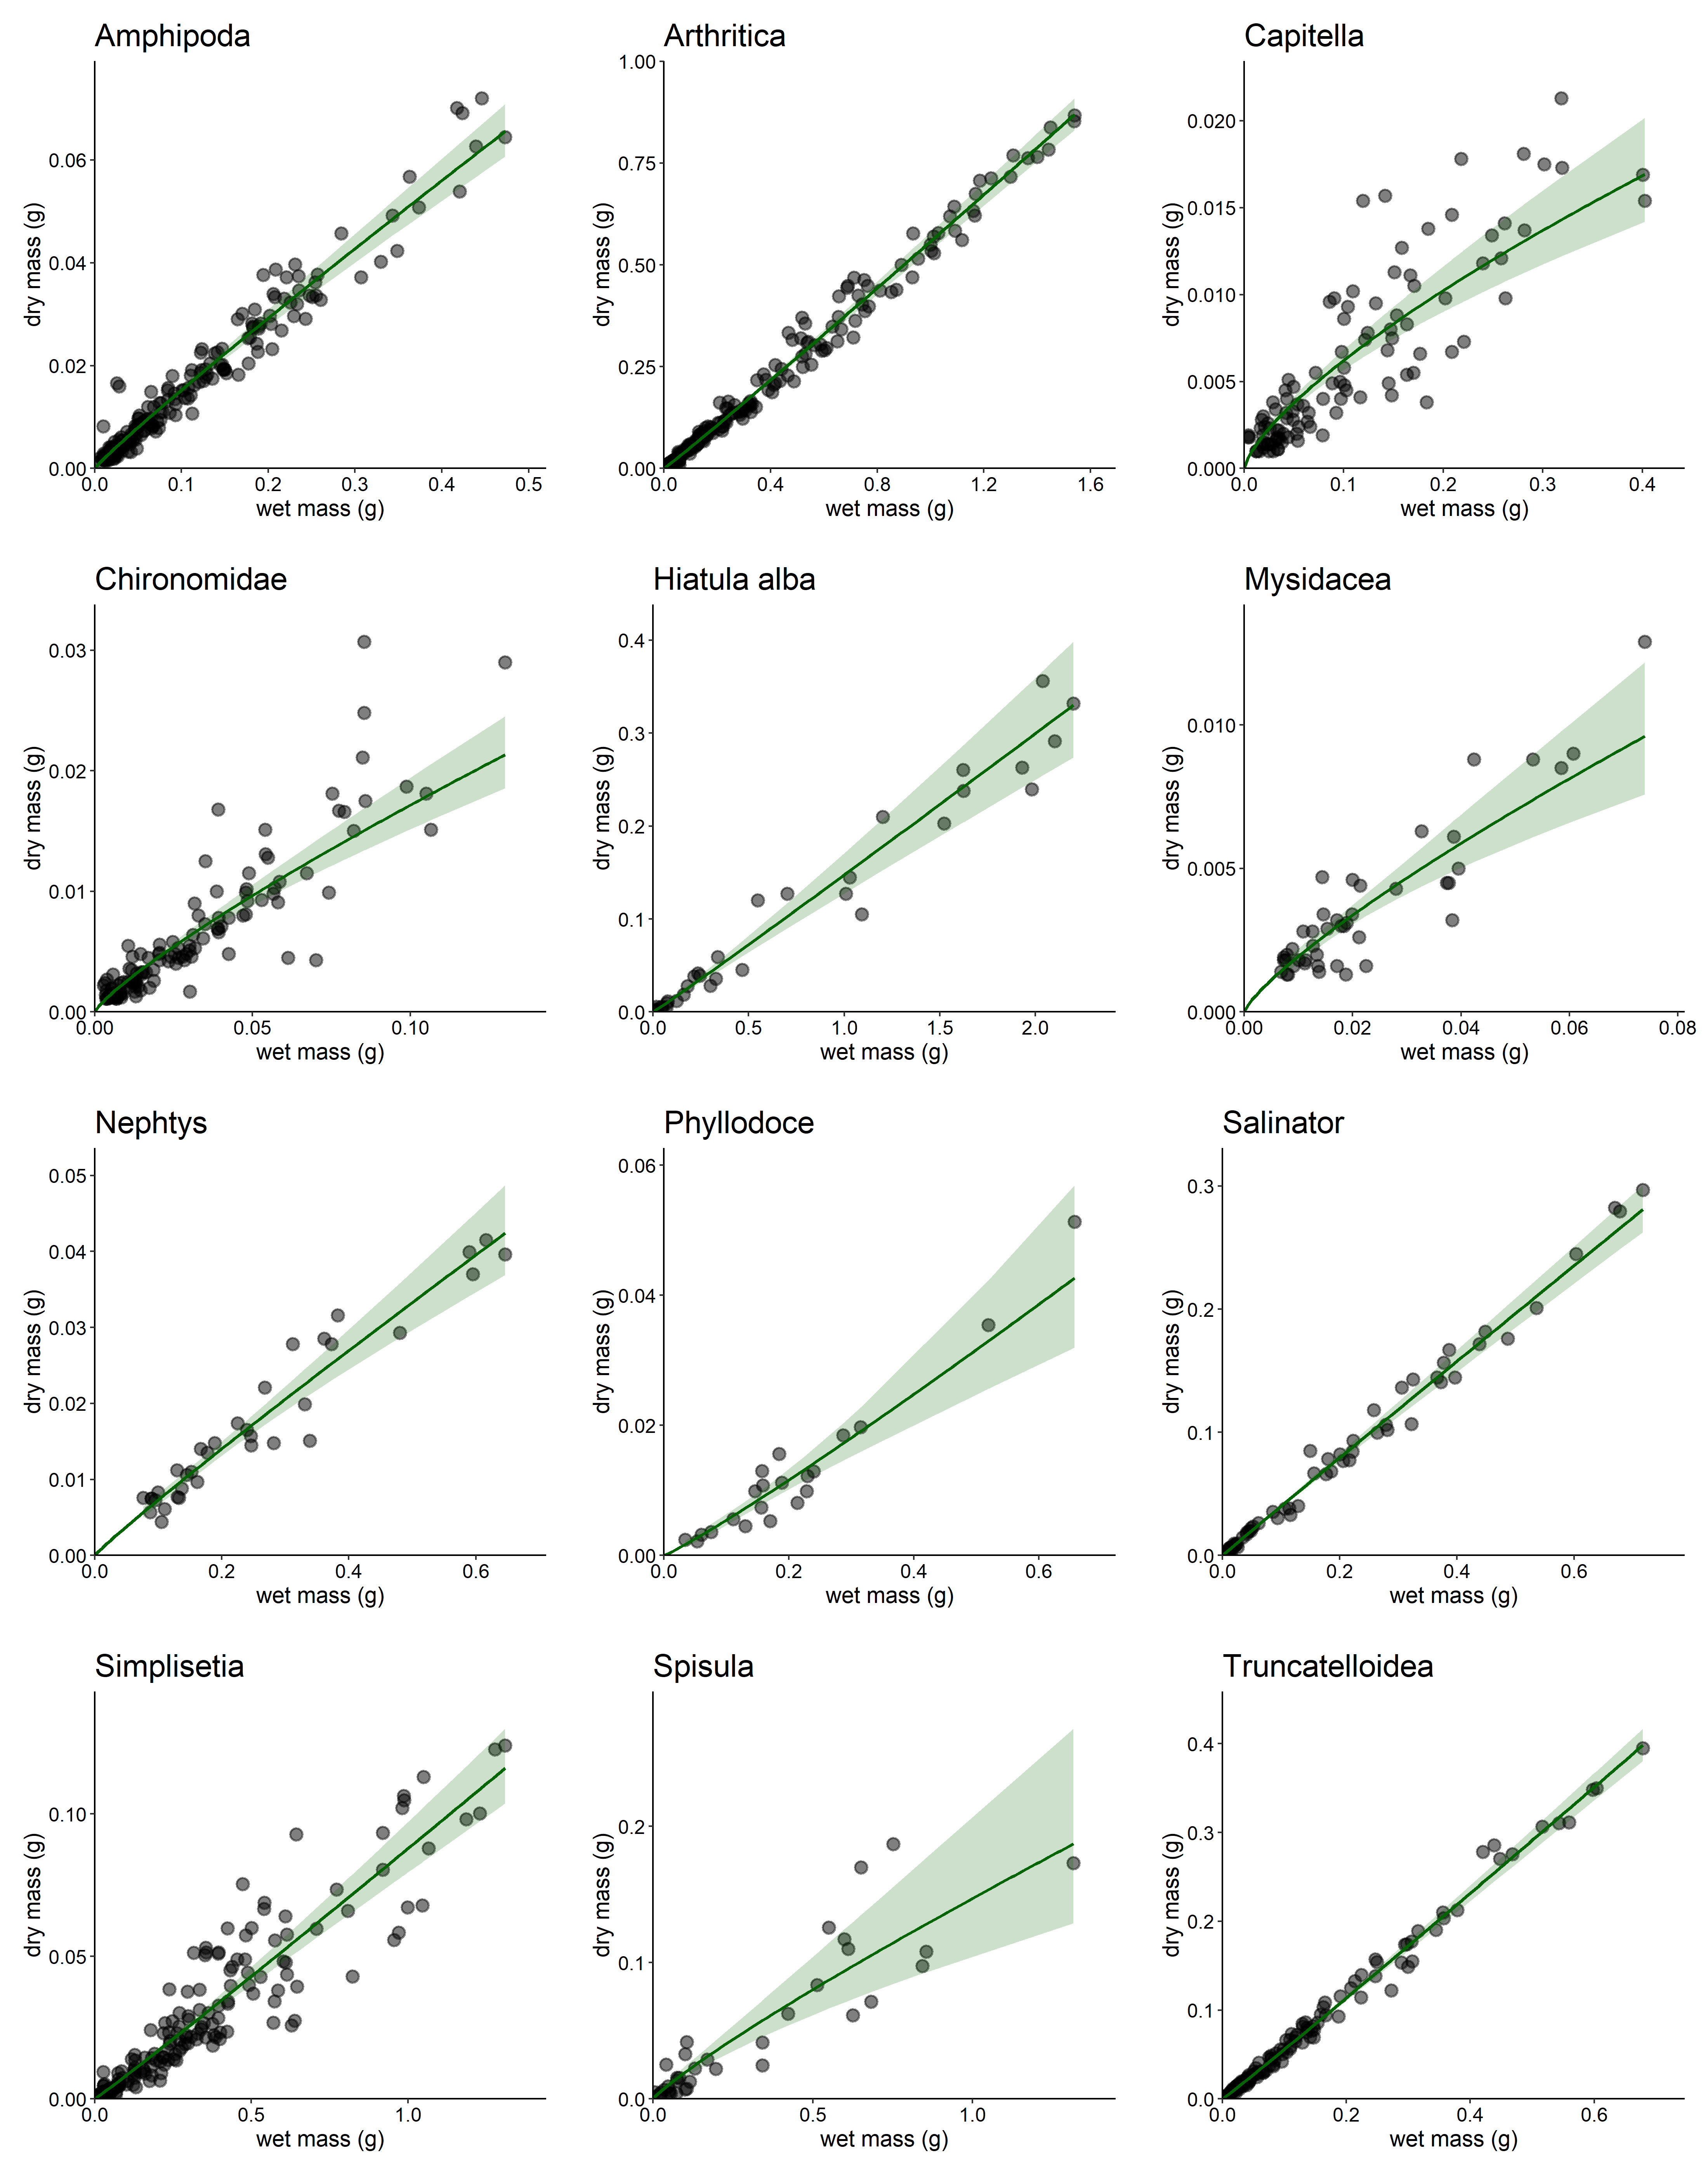 Amphipoda Arthritica Capitella
dry mass (g) 0.06 0.04 0.02 0.00
0.0 0.1 0.2 0.3 0.4 0.5
wet mass (g)
dry mass (g) 1.00 0.75 0.50 0.25 0.00
0.0 0.4 0.8 1.2 1.6
wet mass (g)
dry mass (g) 0.020 0.015 0.010 0.005 0.000
0.0 0.1 0.2 0.3 0.4
wet mass (g)
Chironomidae Hiatula alba Mysidacea
dry mass (g) 0.03 0.02 0.01 0.00
0.00 0.05 0.10
wet mass (g)
dry mass (g) 0.4 0.3 0.2 0.1 0.0
0.0 0.5 1.0 1.5 2.0
wet mass (g)
dry mass (g) 0.010 0.005 0.000
0.00 0.02 0.04 0.06 0.08
wet mass (g)
Nephtys Phyllodoce Salinator
dry mass (g) 0.05 0.04 0.03 0.02 0.01 0.00
0.0 0.2 0.4 0.6
wet mass (g)
dry mass (g) 0.06 0.04 0.02 0.00
0.0 0.2 0.4 0.6
wet mass (g)
dry mass (g) 0.3 0.2 0.1 0.0
0.0 0.2 0.4 0.6
wet mass (g)
Simplisetia Spisula Truncatelloidea
dry mass (g) 0.10 0.05 0.00
0.0 0.5 1.0
wet mass (g)
dry mass (g) 0.2 0.1 0.0
0.0 0.5 1.0
wet mass (g)
dry mass (g) 0.4 0.3 0.2 0.1 0.0
0.0 0.2 0.4 0.6
wet mass (g)